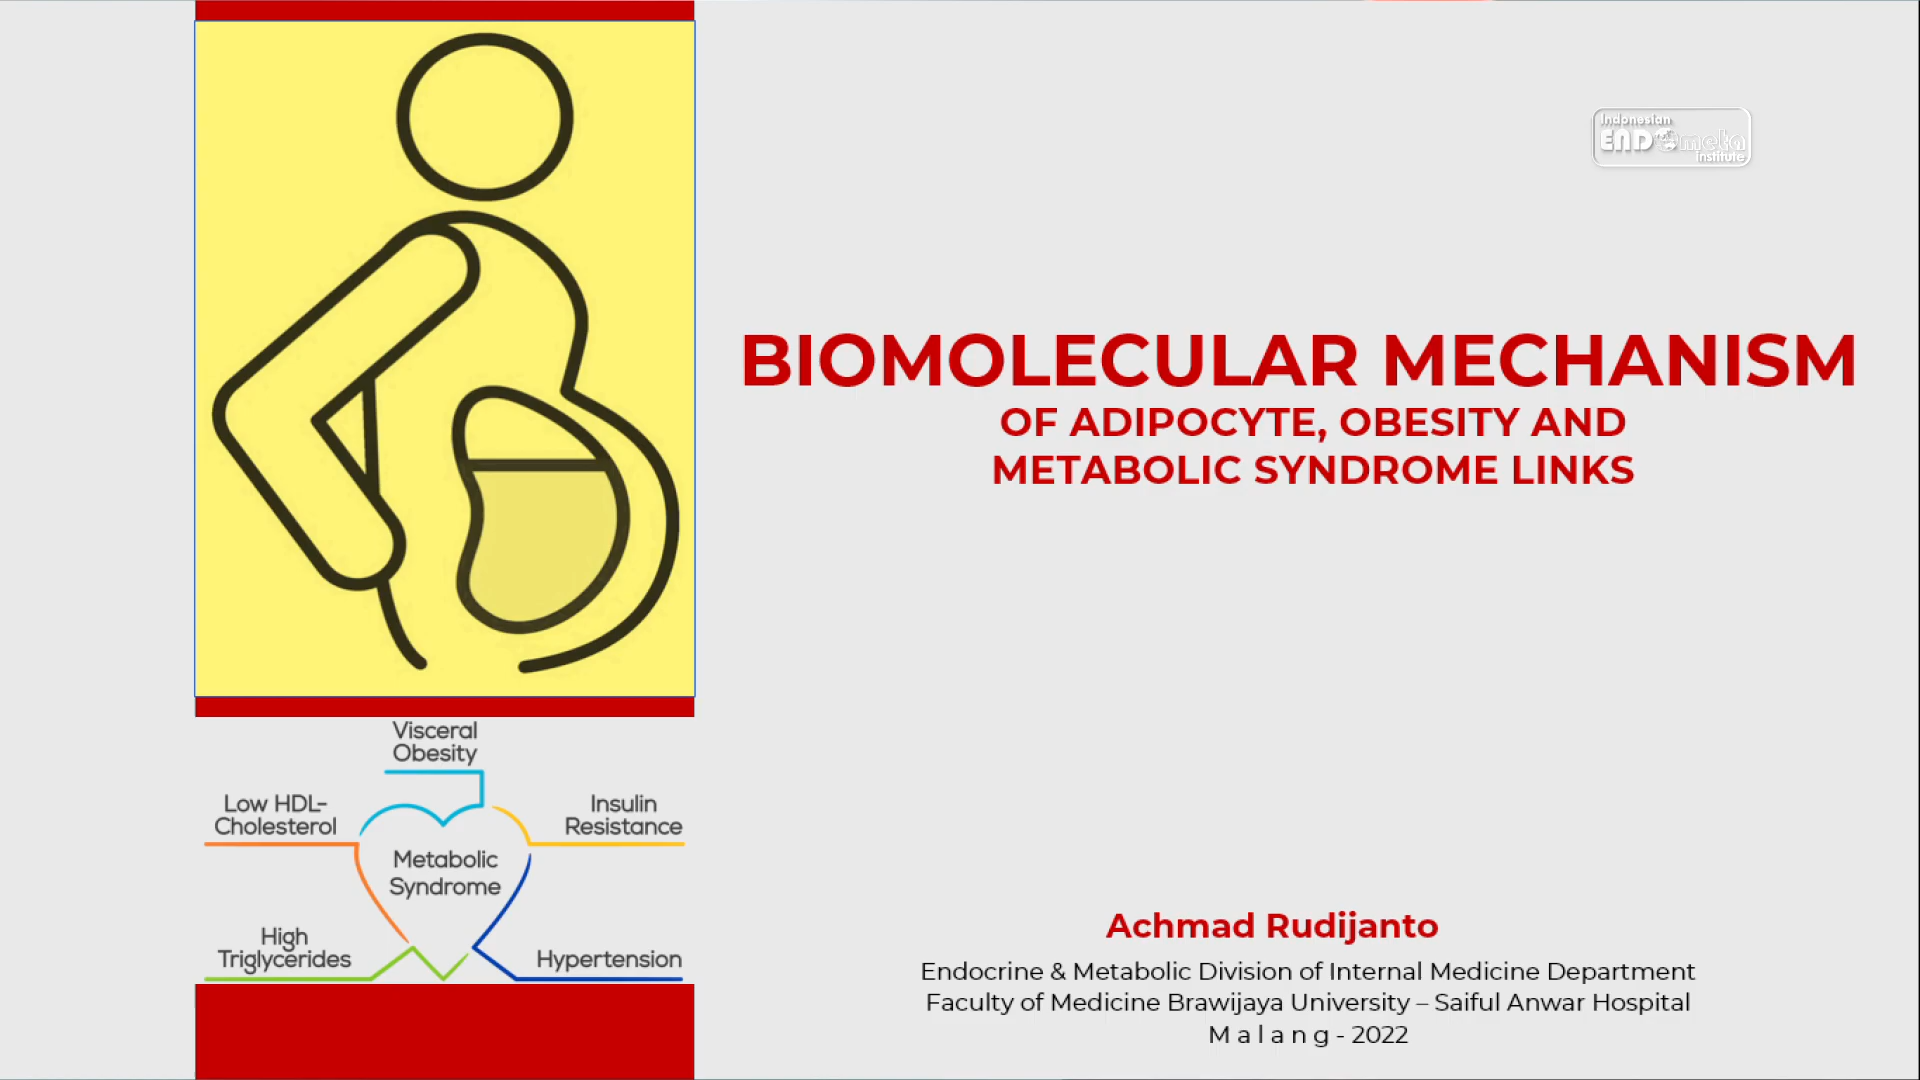 Indonesian
ENDOmeta
institute
BIOMOLECULAR MECHANISM
OF ADIPOCYTE, OBESITY AND
METABOLIC SYNDROME LINKS
Visceral
Obesity
Low HDL-
Cholesterol
Insulin
Resistance
Metabolic
Syndrome
High
Triglycerides
Hypertension
Achmad Rudijanto
Endocrine & Metabolic Division of Internal Medicine Department
Faculty of Medicine Brawijaya University – Saiful Anwar Hospital
M a l a n g - 2022